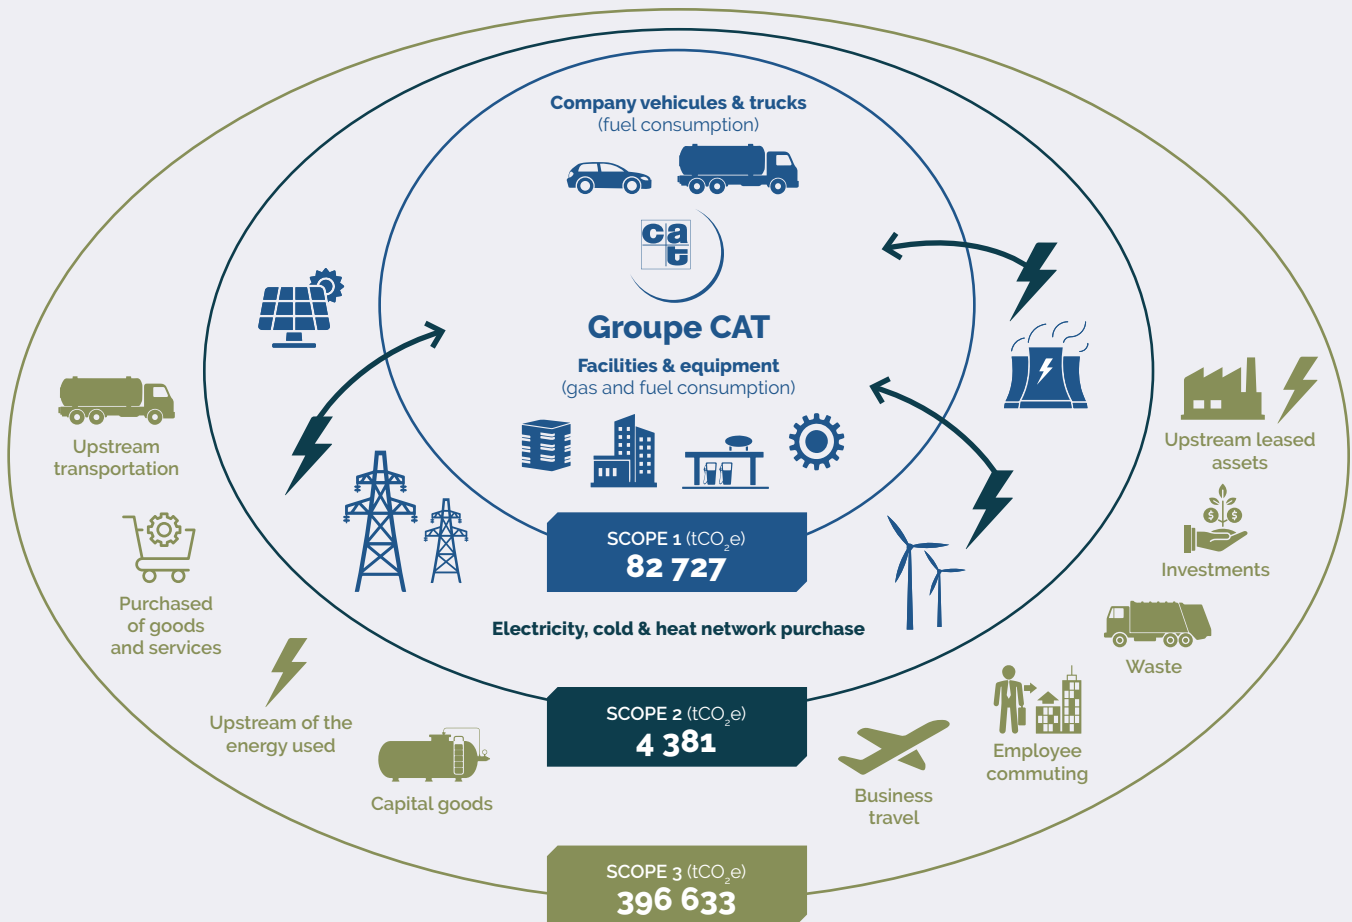 Company vehicules & trucks
(fuel consumption)
cat
Groupe CAT
Facilities & equipment
(gas and fuel consumption)
SCOPE 1 (tCO₂e)
82 727
Electricity, cold & heat network purchase
SCOPE 2 (tCO₂e)
4 381
Upstream
transportation
Purchased
of goods
and services
Upstream of the
energy used
Capital goods
Upstream leased
assets
Investments
Waste
Employee
commuting
Business
travel
SCOPE 3 (tCO₂e)
396 633